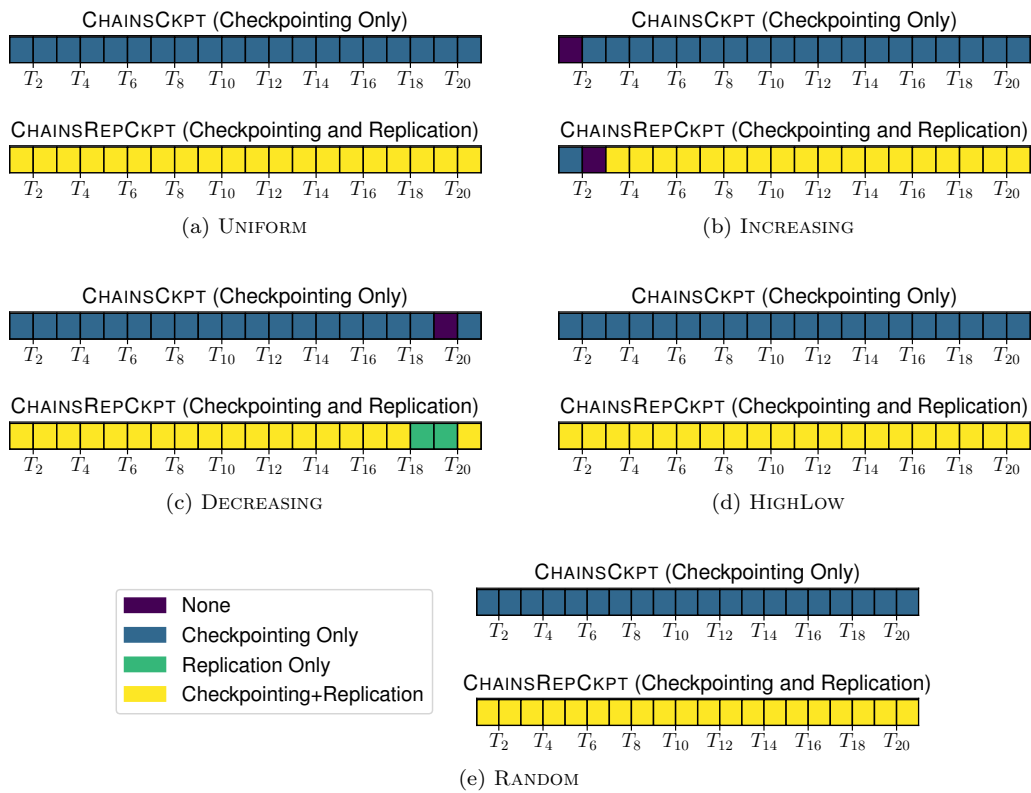 CHAINSCKPT (Checkpointing Only)
T2 T4 T6 T8 T10 T12 T14 T16 T18 T20
CHAINSREPCKPT (Checkpointing and Replication)
T2 T4 T6 T8 T10 T12 T14 T16 T18 T20
(a) UNIFORM
CHAINSCKPT (Checkpointing Only)
T2 T4 T6 T8 T10 T12 T14 T16 T18 T20
CHAINSREPCKPT (Checkpointing and Replication)
T2 T4 T6 T8 T10 T12 T14 T16 T18 T20
(b) INCREASING
CHAINSCKPT (Checkpointing Only)
T2 T4 T6 T8 T10 T12 T14 T16 T18 T20
CHAINSREPCKPT (Checkpointing and Replication)
T2 T4 T6 T8 T10 T12 T14 T16 T18 T20
(c) DECREASING
CHAINSCKPT (Checkpointing Only)
T2 T4 T6 T8 T10 T12 T14 T16 T18 T20
CHAINSREPCKPT (Checkpointing and Replication)
T2 T4 T6 T8 T10 T12 T14 T16 T18 T20
(d) HIGHLOW
None
Checkpointing Only
Replication Only
Checkpointing+Replication
CHAINSCKPT (Checkpointing Only)
T2 T4 T6 T8 T10 T12 T14 T16 T18 T20
CHAINSREPCKPT (Checkpointing and Replication)
T2 T4 T6 T8 T10 T12 T14 T16 T18 T20
(e) RANDOM